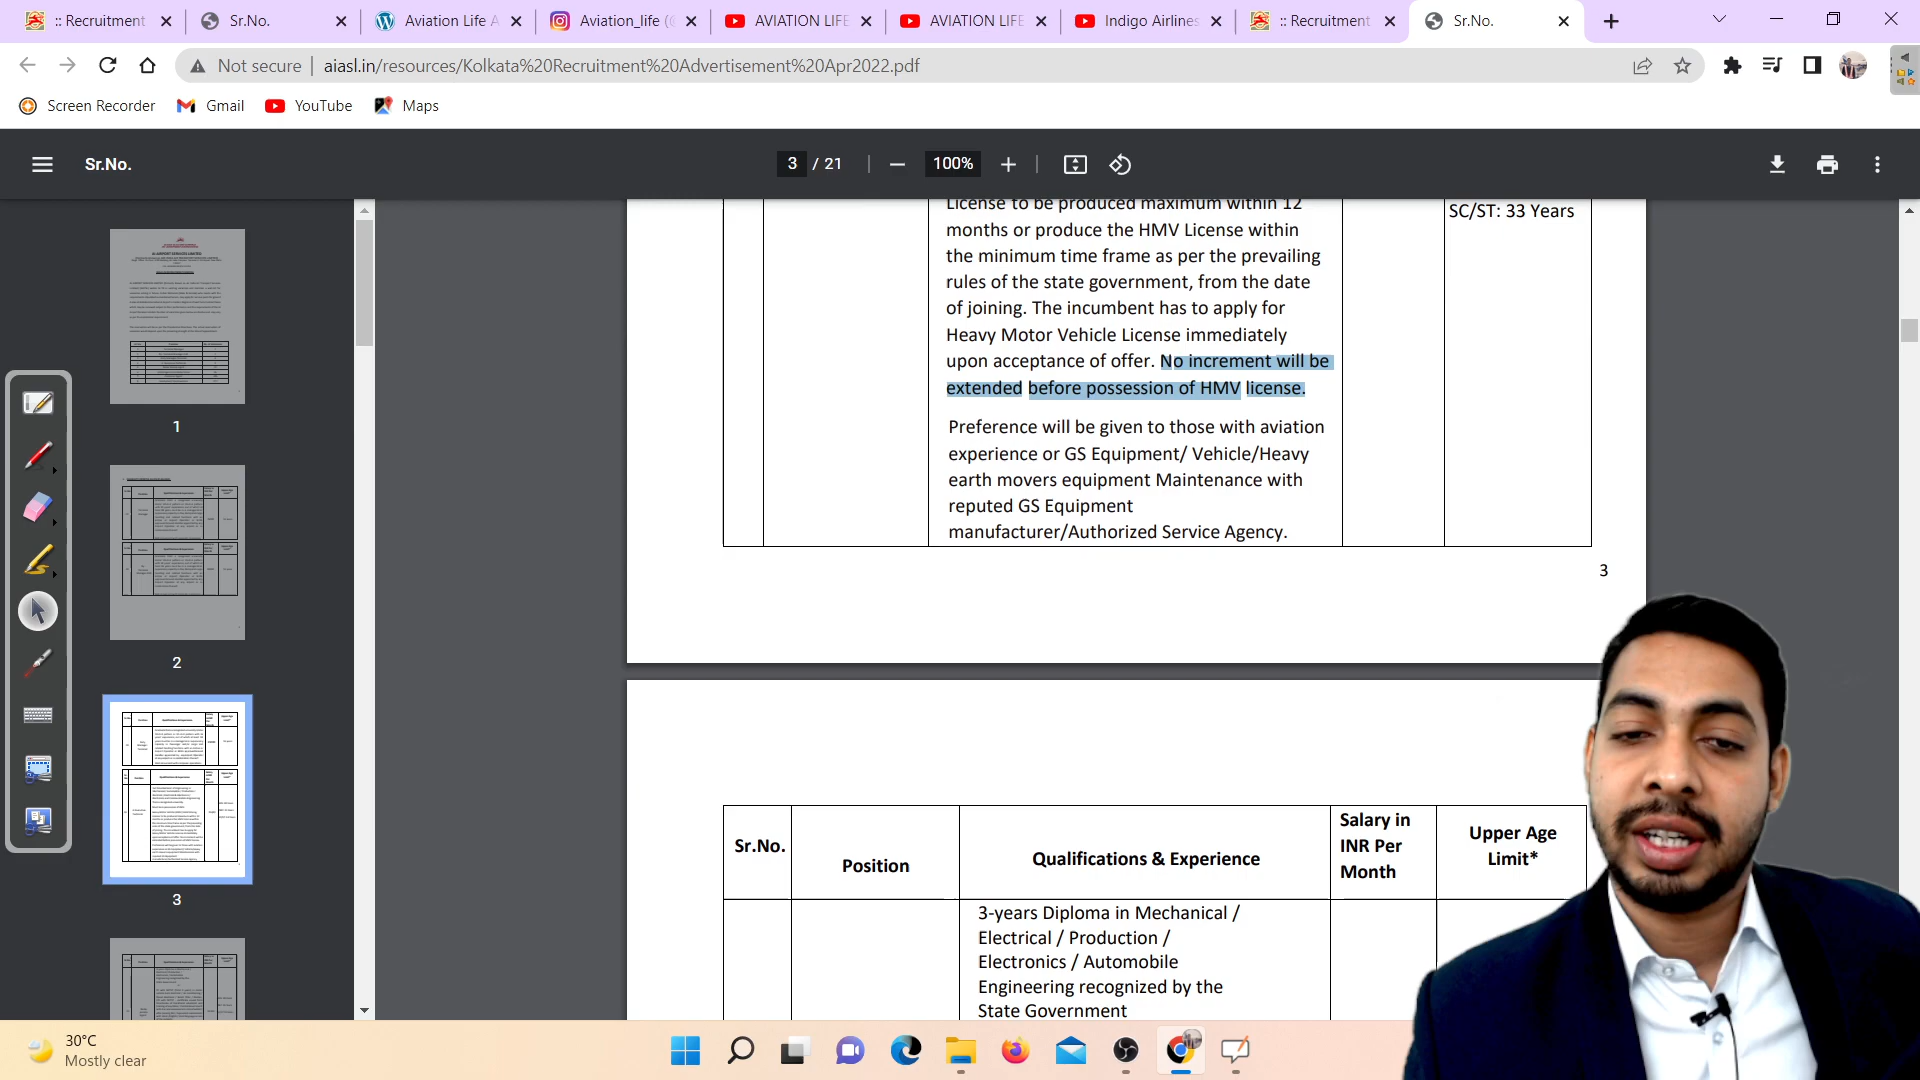 :: Recruitment
Sr.No.
Aviation Life A
Aviation_life (
AVIATION LIFE
AVIATION LIFE
Indigo Airlines
:: Recruitment
Sr.No.
Not secure
aiasl.in/resources/Kolkata%20Recruitment%20Advertisement%20Apr2022.pdf
Screen Recorder
Gmail
YouTube
Maps
Sr.No.
3 / 21
100%
License to be produced maximum within 12
months or produce the HMV License within
the minimum time frame as per the prevailing
rules of the state government, from the date
of joining. The incumbent has to apply for
Heavy Motor Vehicle License immediately
upon acceptance of offer. No increment will be
extended before possession of HMV license.
Preference will be given to those with aviation
experience or GS Equipment/ Vehicle/Heavy
earth movers equipment Maintenance with
reputed GS Equipment
manufacturer/Authorized Service Agency.
SC/ST: 33 Years
3
1
2
3
Sr.No.
Position
Qualifications & Experience
Salary in
INR Per
Month
Upper Age
Limit*
3-years Diploma in Mechanical /
Electrical / Production /
Electronics / Automobile
Engineering recognized by the
State Government
30°C
Mostly clear